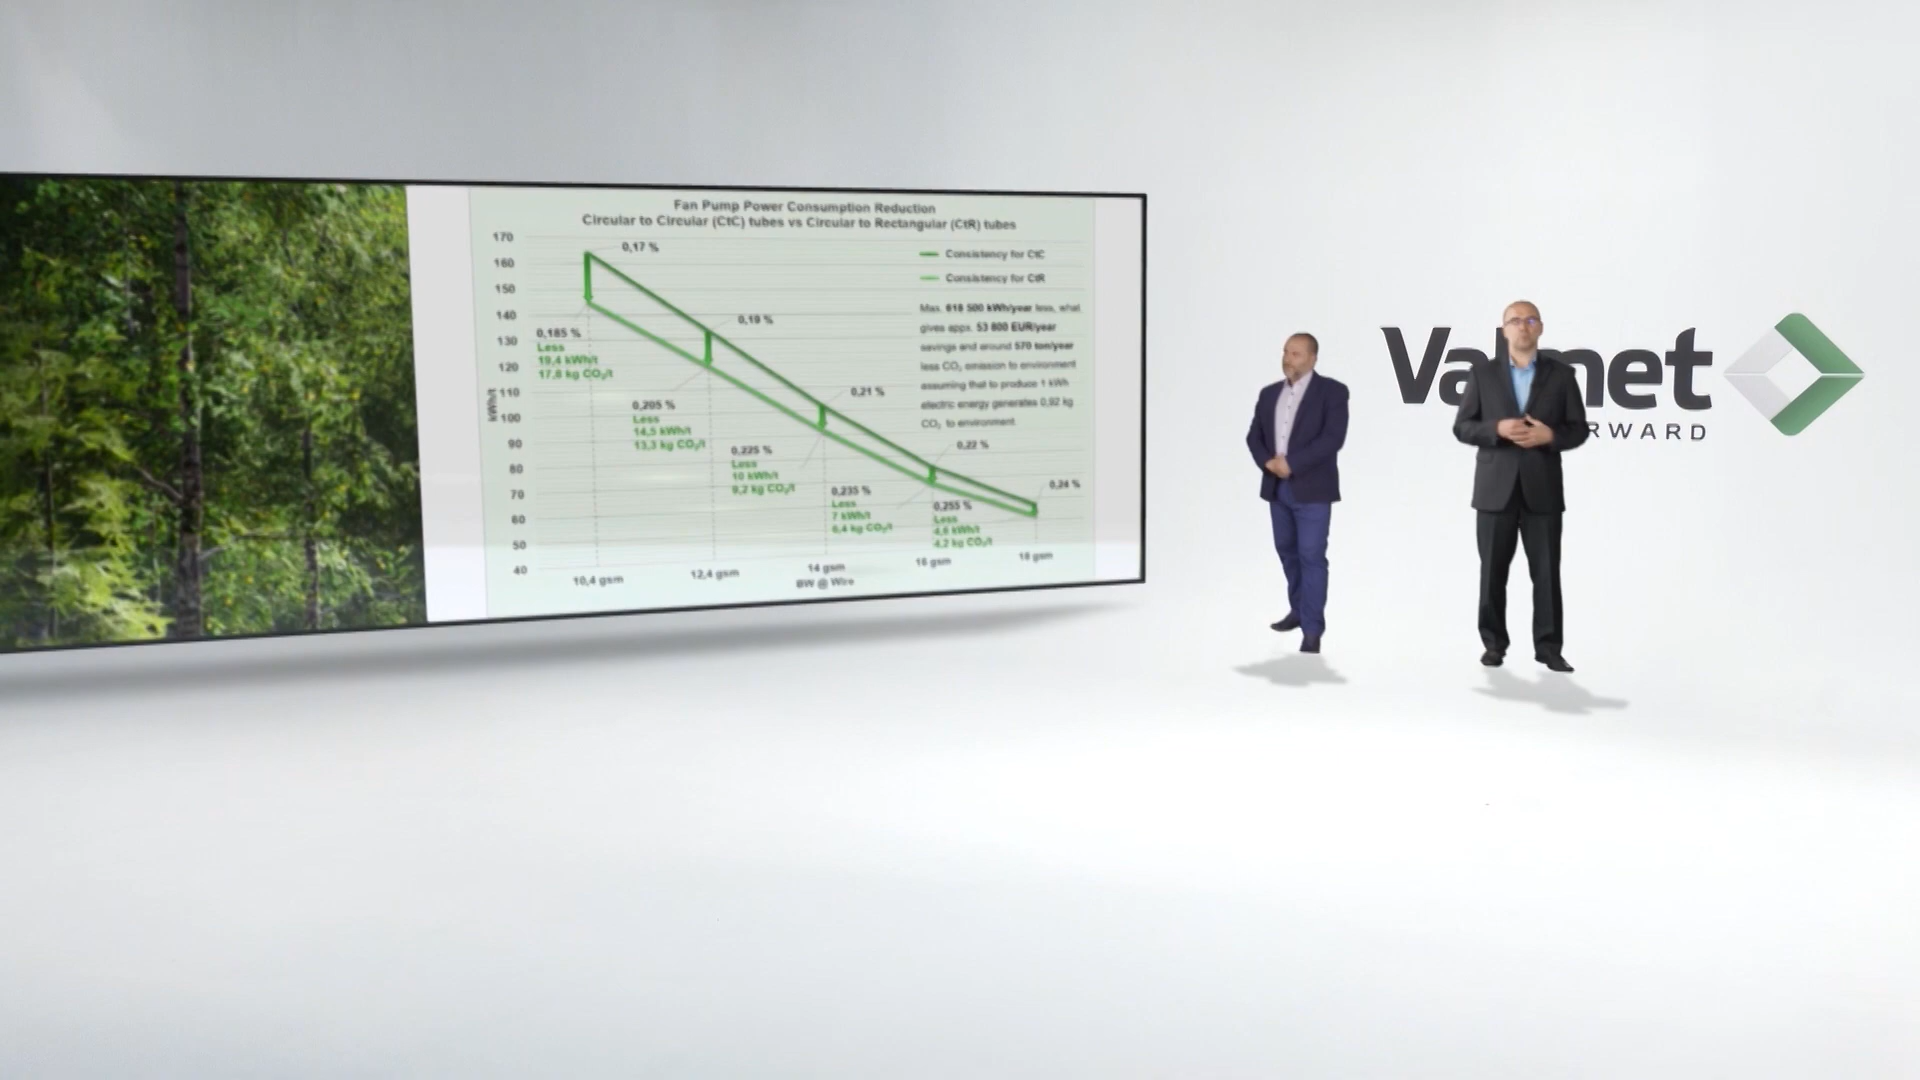 Fan Pump Power Consumption Reduction
Circular to Circular (CtC) tubes vs Circular to Rectangular (CtR) tubes
170
160
150
140
130
120
110
100
90
80
70
60
50
40
kWh/t
0,17 %
0,19 %
0,21 %
0,22 %
0,24 %
Consistency for CtC
Consistency for CtR
Max. 618 500 kWh/year less, what
gives apps. 53 800 EUR/year
savings and around 570 ton/year
less CO₂ emission to environment
assuming that to produce 1 kWh
electric energy generates 0,92 kg
CO₂ to environment.
0,185 %
Less
19,4 kWh/t
17,8 kg CO₂/t
0,205 %
Less
14,5 kWh/t
13,3 kg CO₂/t
0,225 %
Less
10 kWh/t
9,2 kg CO₂/t
0,235 %
Less
7 kWh/t
6,4 kg CO₂/t
0,255 %
Less
4,6 kWh/t
4,2 kg CO₂/t
10,4 gsm
12,4 gsm
14 gsm
16 gsm
18 gsm
BW @ Wire
Valmet
RWARD